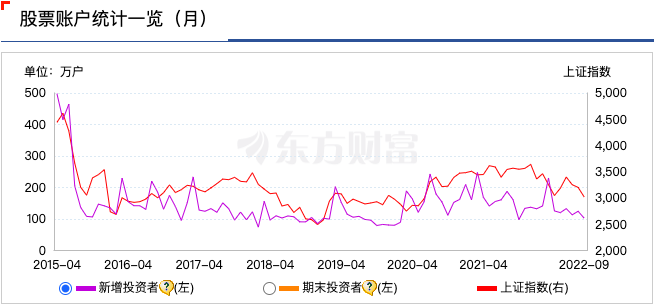 股票账户统计一览（月）
单位：万户 上证指数
500 5,000
4,500
400 4,000
300 3,500
200 3,000
100 2,500
0 2,000
东方财富
2015-04 2016-04 2017-04 2018-04 2019-04 2020-04 2021-04 2022-09
新增投资者?(左) 期末投资者?(左) 上证指数(右)